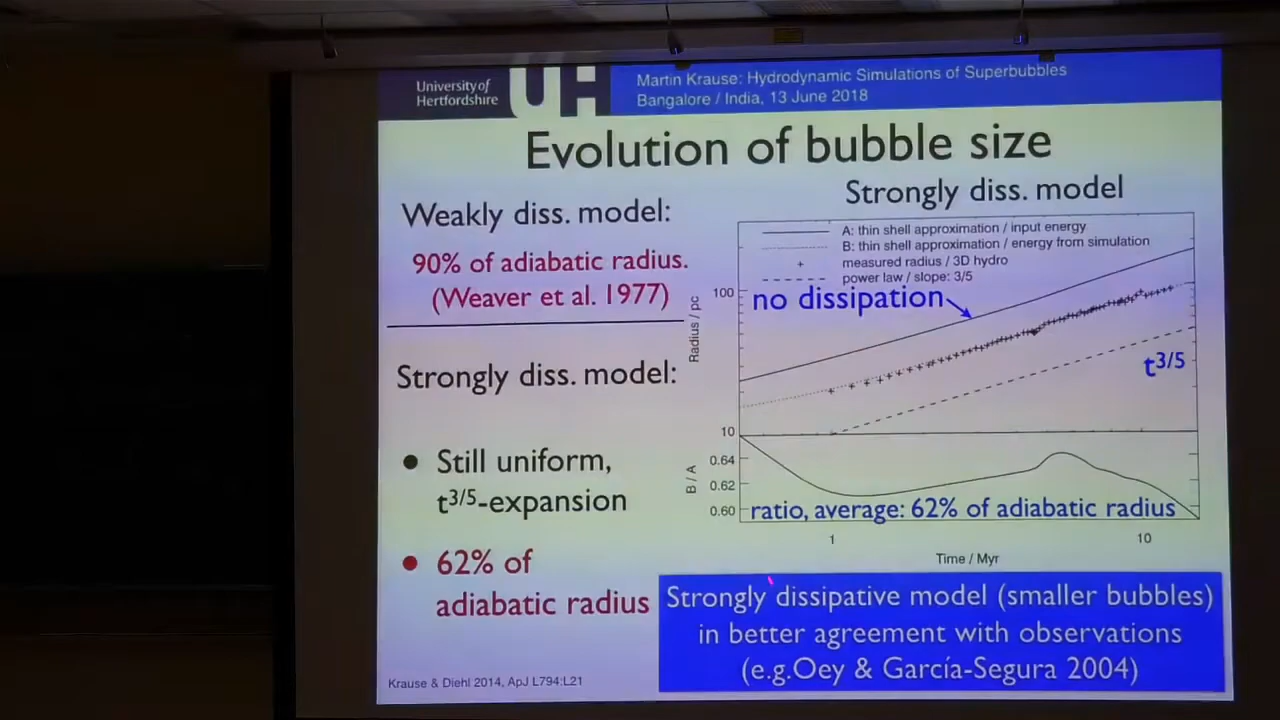 University of
Hertfordshire
UH
Martin Krause: Hydrodynamic Simulations of Superbubbles
Bangalore / India, 13 June 2018
Evolution of bubble size
Weakly diss. model:
90% of adiabatic radius.
(Weaver et al. 1977)
Strongly diss. model:
• Still uniform,
t3/5-expansion
• 62% of
adiabatic radius
Krause & Diehl 2014, ApJ L794:L21
Strongly diss. model
A: thin shell approximation / input energy
B: thin shell approximation / energy from simulation
measured radius / 3D hydro
power law / slope: 3/5
no dissipation
t3/5
Radius / pc
100
10
B / A
0.64
0.62
0.60
ratio, average: 62% of adiabatic radius
1
10
Time / Myr
Strongly dissipative model (smaller bubbles)
in better agreement with observations
(e.g.Oey & García-Segura 2004)